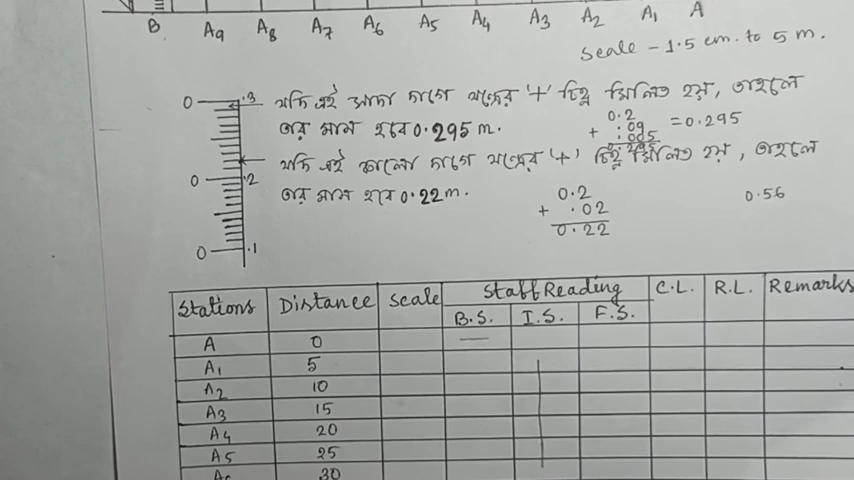 B A9 A8 A7 A6 A5 A4 A3 A2 A1 A
Scale - 1.5 cm. to 5 m.
0 .3 যদি এই সাদা দাগে যন্ত্রের '+' চিহ্ন মিলিত হয়, তাহলে
তার মান হবে 0.295 m.
0.2
+ .09
.005
0.295
= 0.295
যদি এই কালো দাগে যন্ত্রের '+' চিহ্ন মিলিত হয়, তাহলে
0 .2 তার মান হবে 0.22 m.
0.2
+ .02
0.22
0.56
0 .1
Stations Distance Scale Staff Reading C.L. R.L. Remarks
B.S. I.S. F.S.
A 0
A1 5
A2 10
A3 15
A4 20
A5 25
30